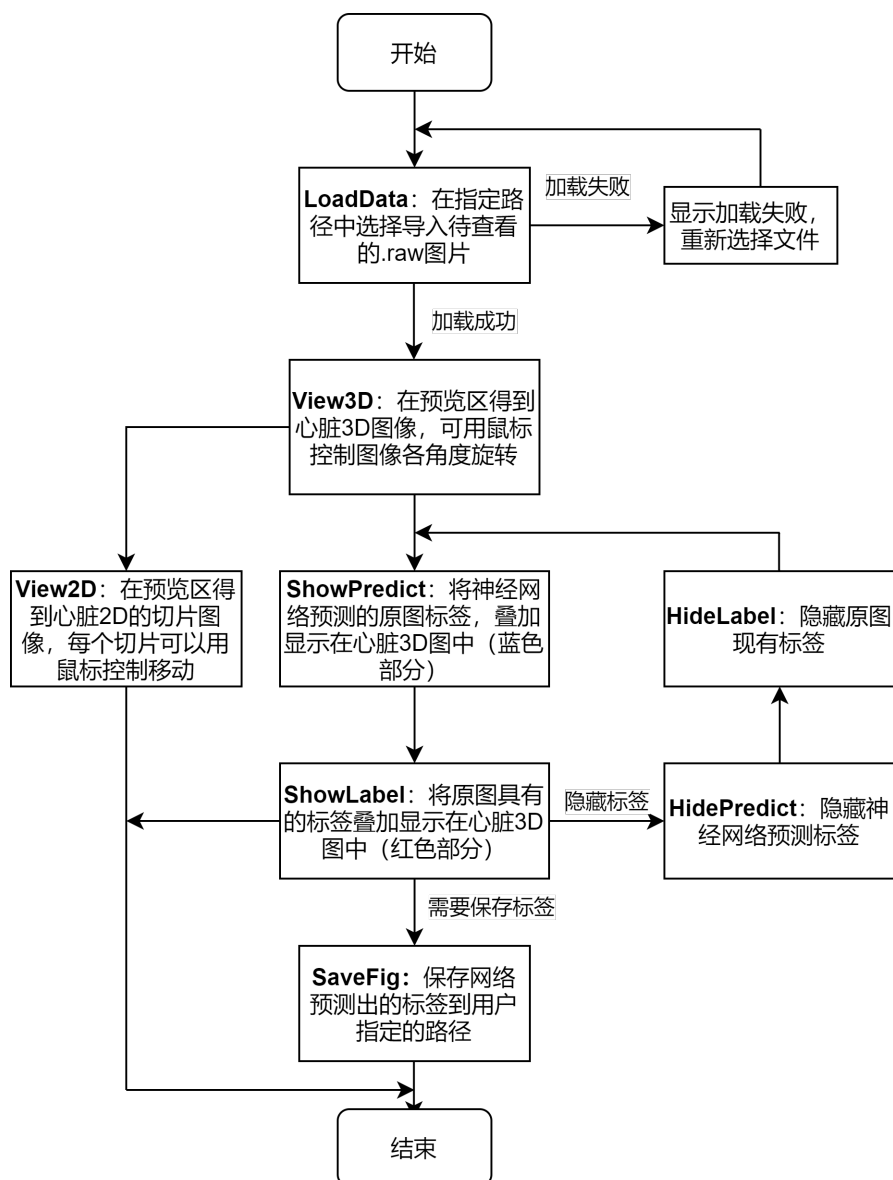 开始
LoadData：在指定路
径中选择导入待查看
的.raw图片
加载失败
显示加载失败，
重新选择文件
加载成功
View3D：在预览区得到
心脏3D图像，可用鼠标
控制图像各角度旋转
View2D：在预览区得
到心脏2D的切片图
像，每个切片可以用
鼠标控制移动
ShowPredict：将神经网
络预测的原图标签，叠加
显示在心脏3D图中（蓝色
部分）
HideLabel：隐藏原图
现有标签
ShowLabel：将原图具有
的标签叠加显示在心脏3D
图中（红色部分）
隐藏标签
HidePredict：隐藏神
经网络预测标签
需要保存标签
SaveFig：保存网络
预测出的标签到用户
指定的路径
结束